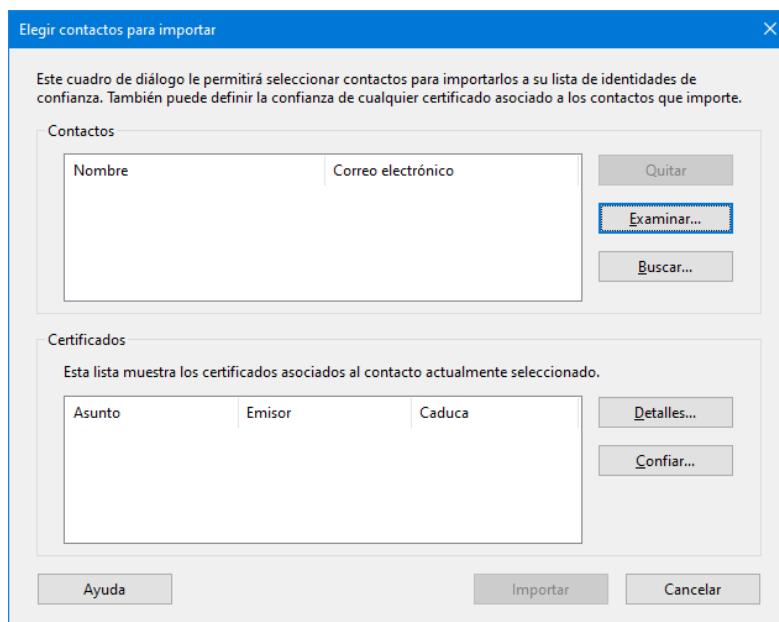 Elegir contactos para importar
Este cuadro de diálogo le permitirá seleccionar contactos para importarlos a su lista de identidades de
confianza. También puede definir la confianza de cualquier certificado asociado a los contactos que importe.
Contactos
Nombre Correo electrónico
Quitar
Examinar...
Buscar...
Certificados
Esta lista muestra los certificados asociados al contacto actualmente seleccionado.
Asunto Emisor Caduca
Detalles...
Confiar...
Ayuda Importar Cancelar